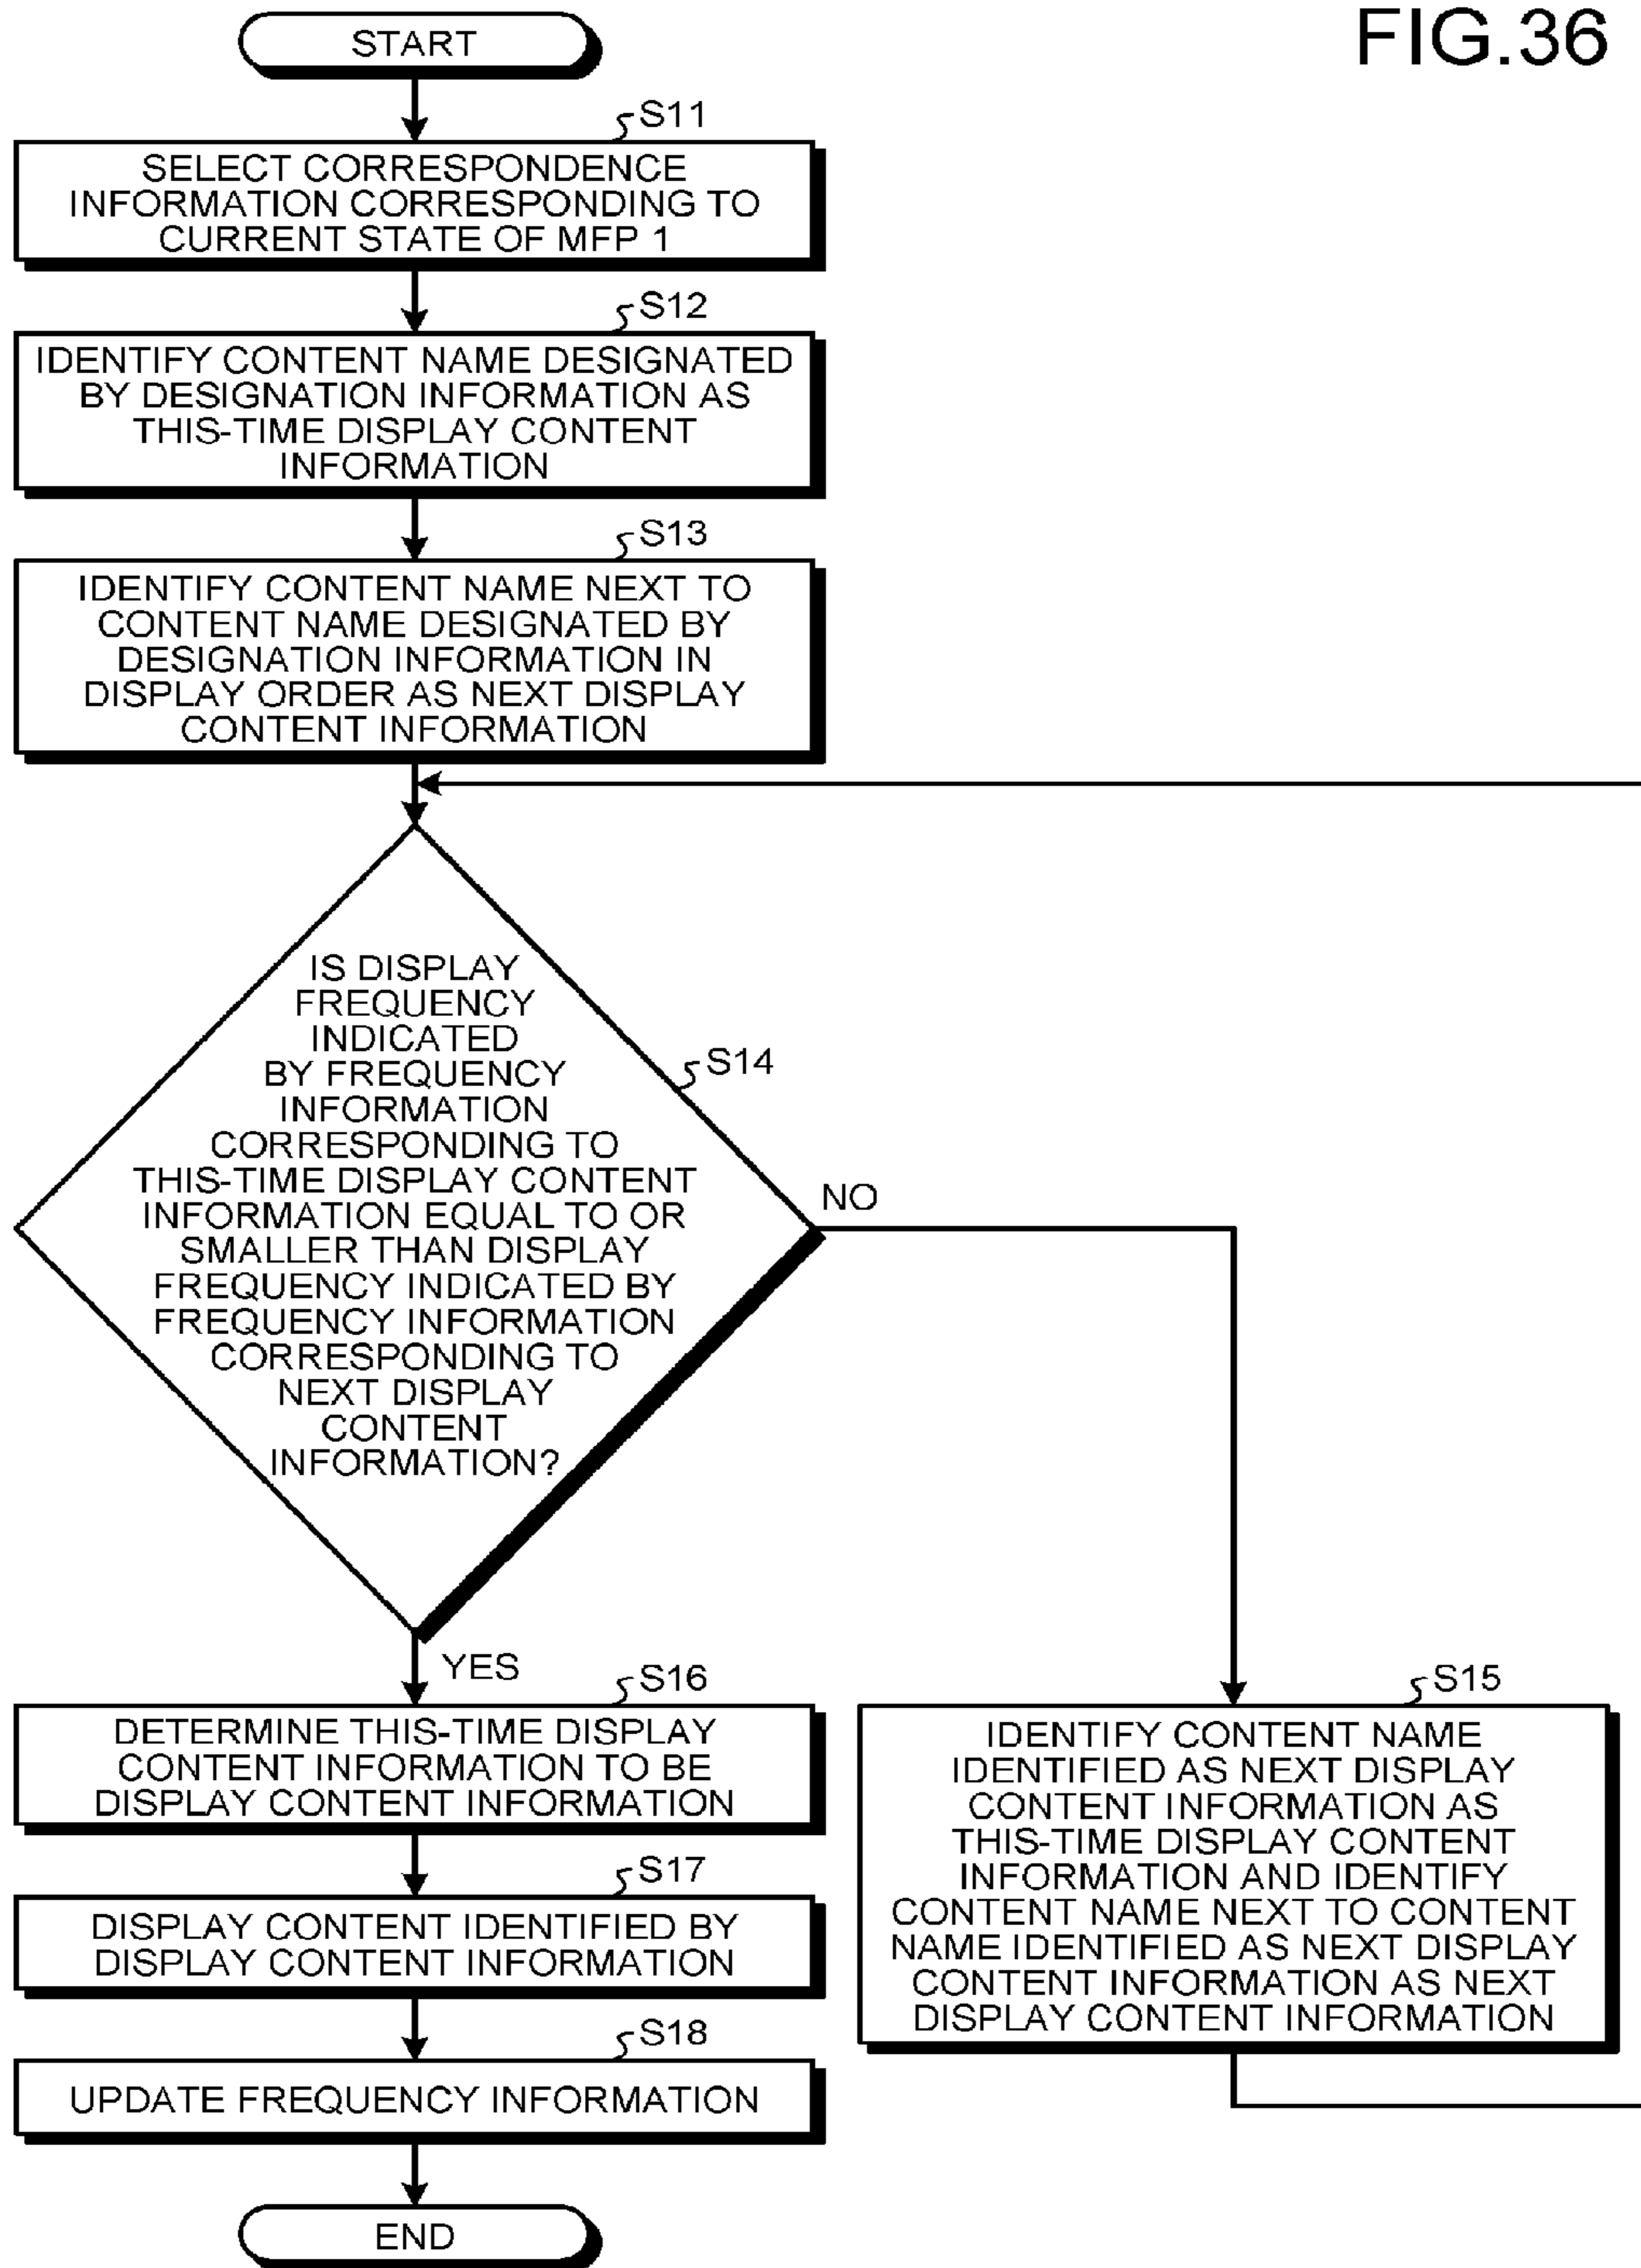 FIG.36
START
S11
SELECT CORRESPONDENCE
INFORMATION CORRESPONDING TO
CURRENT STATE OF MFP 1
S12
IDENTIFY CONTENT NAME DESIGNATED
BY DESIGNATION INFORMATION AS
THIS-TIME DISPLAY CONTENT
INFORMATION
S13
IDENTIFY CONTENT NAME NEXT TO
CONTENT NAME DESIGNATED BY
DESIGNATION INFORMATION IN
DISPLAY ORDER AS NEXT DISPLAY
CONTENT INFORMATION
IS DISPLAY
FREQUENCY
INDICATED
BY FREQUENCY
INFORMATION
CORRESPONDING TO
THIS-TIME DISPLAY CONTENT
INFORMATION EQUAL TO OR
SMALLER THAN DISPLAY
FREQUENCY INDICATED BY
FREQUENCY INFORMATION
CORRESPONDING TO
NEXT DISPLAY
CONTENT
INFORMATION?
S14
NO
YES
S16
DETERMINE THIS-TIME DISPLAY
CONTENT INFORMATION TO BE
DISPLAY CONTENT INFORMATION
S17
DISPLAY CONTENT IDENTIFIED BY
DISPLAY CONTENT INFORMATION
S18
UPDATE FREQUENCY INFORMATION
END
S15
IDENTIFY CONTENT NAME
IDENTIFIED AS NEXT DISPLAY
CONTENT INFORMATION AS
THIS-TIME DISPLAY CONTENT
INFORMATION AND IDENTIFY
CONTENT NAME NEXT TO CONTENT
NAME IDENTIFIED AS NEXT DISPLAY
CONTENT INFORMATION AS NEXT
DISPLAY CONTENT INFORMATION